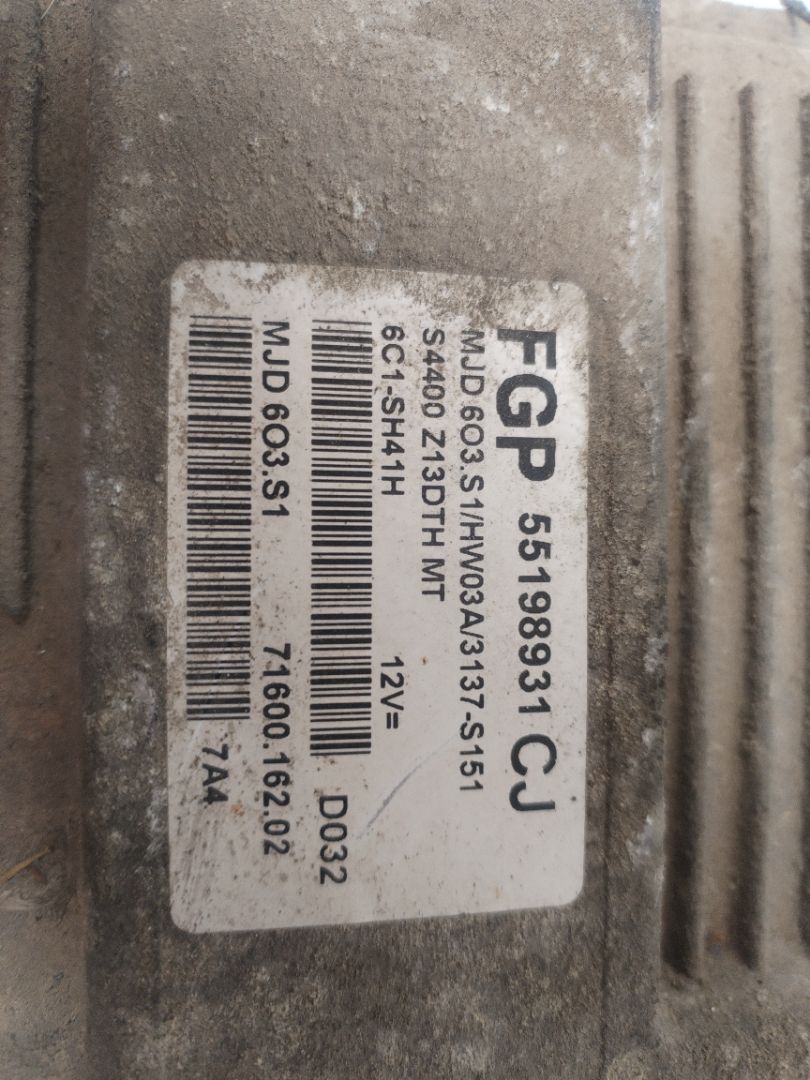 FGP 55198931 CJ
MJD 6O3.S1/HW03A/3137-S151
S4400 Z13DTH MT
6C1-SH41H 12V=
D032
MJD 6O3.S1 71600.162.02
7A4